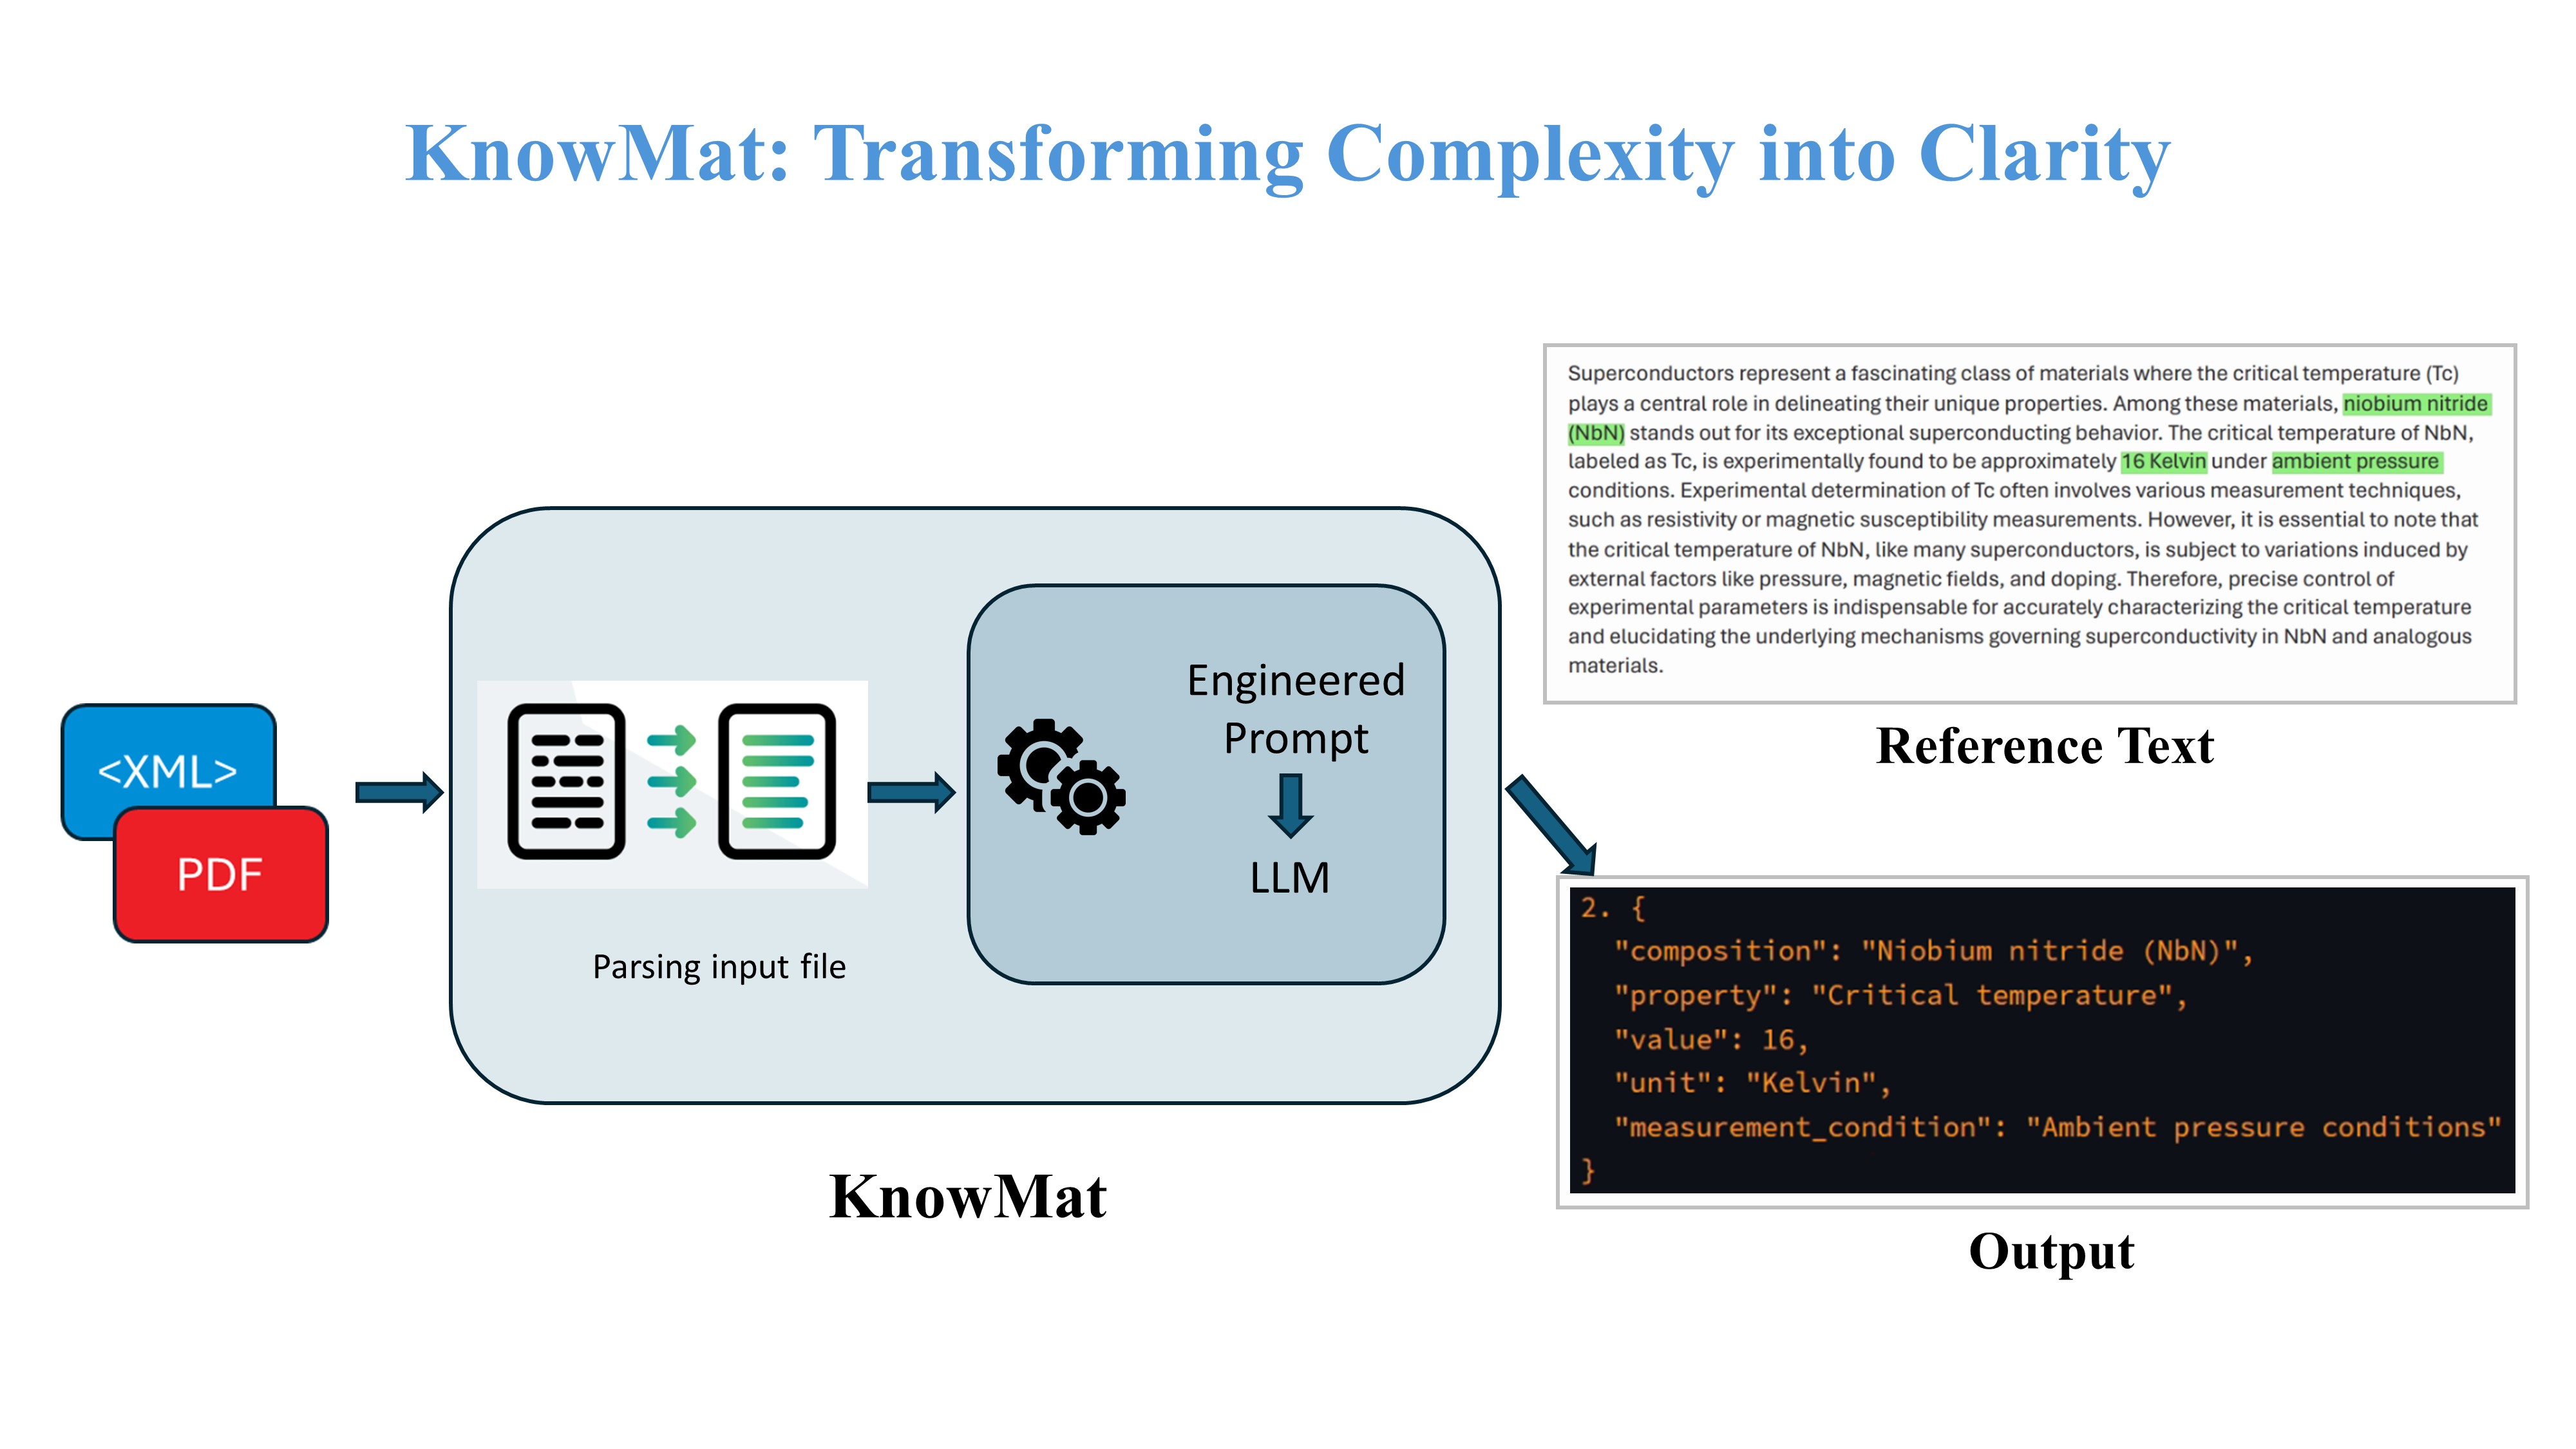 KnowMat: Transforming Complexity into Clarity
<XML>
PDF
Parsing input file
Engineered
Prompt
LLM
KnowMat
Superconductors represent a fascinating class of materials where the critical temperature (Tc)
plays a central role in delineating their unique properties. Among these materials, niobium nitride
(NbN) stands out for its exceptional superconducting behavior. The critical temperature of NbN,
labeled as Tc, is experimentally found to be approximately 16 Kelvin under ambient pressure
conditions. Experimental determination of Tc often involves various measurement techniques,
such as resistivity or magnetic susceptibility measurements. However, it is essential to note that
the critical temperature of NbN, like many superconductors, is subject to variations induced by
external factors like pressure, magnetic fields, and doping. Therefore, precise control of
experimental parameters is indispensable for accurately characterizing the critical temperature
and elucidating the underlying mechanisms governing superconductivity in NbN and analogous
materials.
Reference Text
2. {
"composition": "Niobium nitride (NbN)",
"property": "Critical temperature",
"value": 16,
"unit": "Kelvin",
"measurement_condition": "Ambient pressure conditions"
}
Output